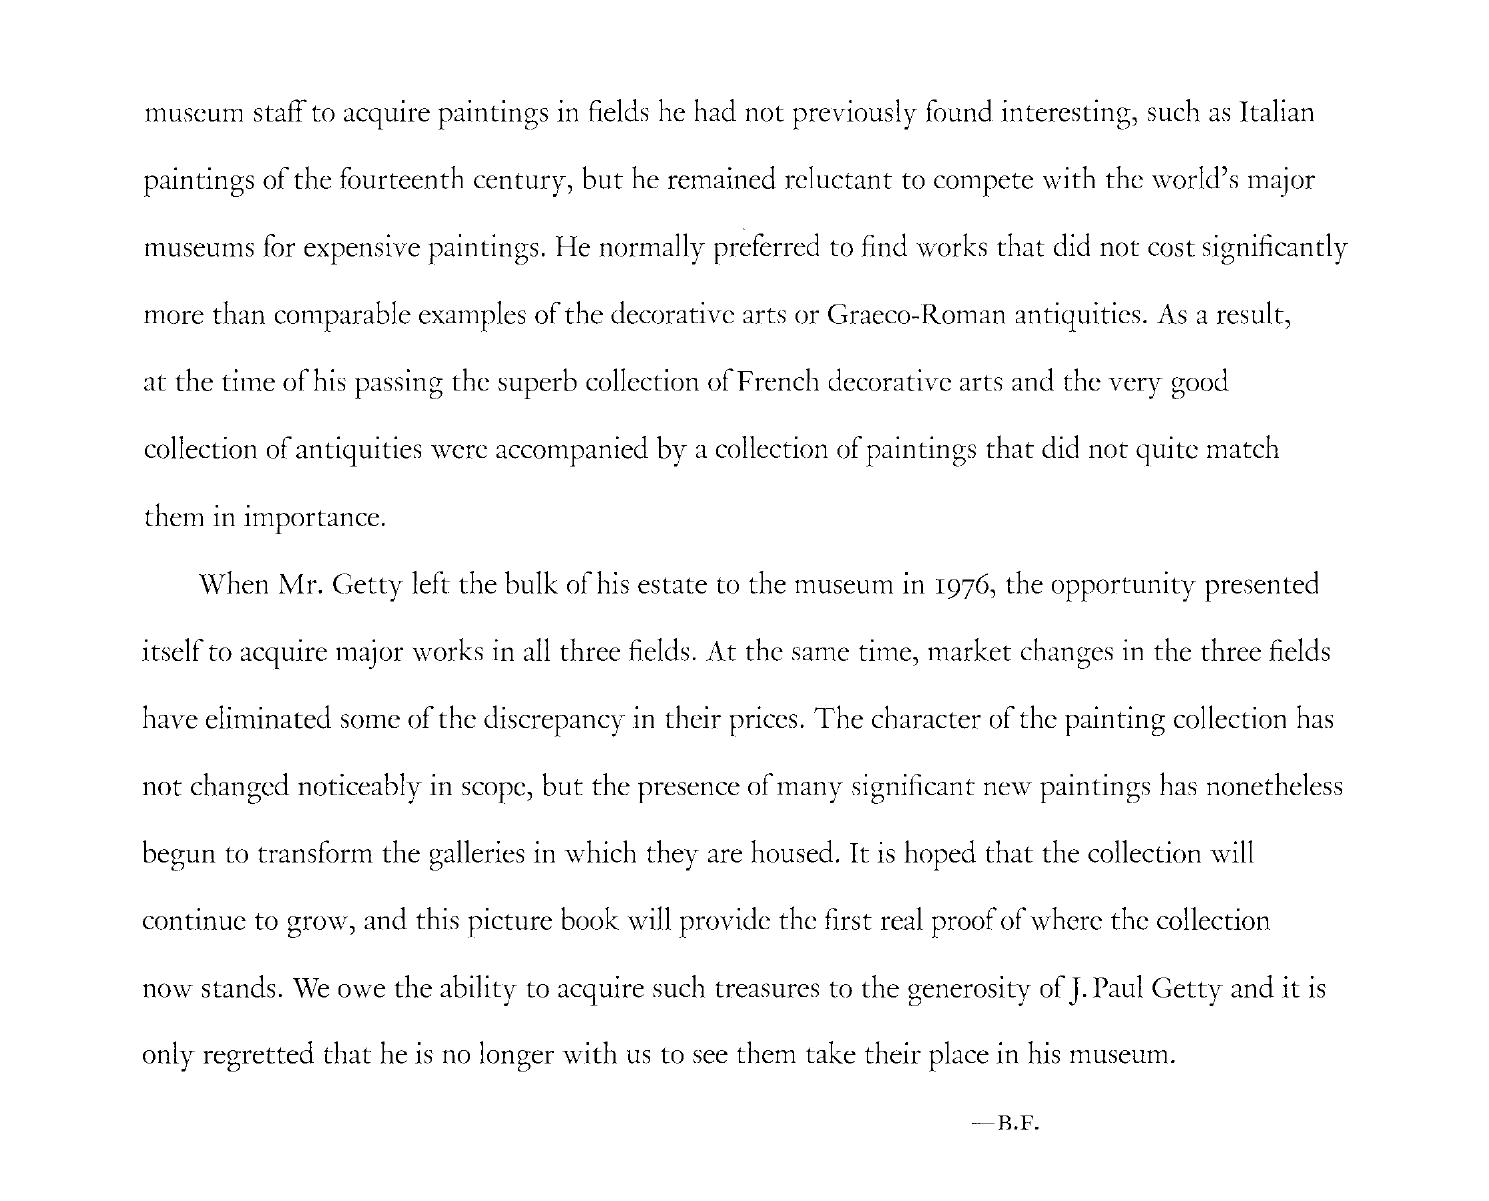 museum staff to acquire paintings in fields he had not previously found interesting, such as Italian
paintings of the fourteenth century, but he remained reluctant to compete with the world's major
museums for expensive paintings. He normally preferred to find works that did not cost significantly
more than comparable examples of the decorative arts or Graeco-Roman antiquities. As a result,
at the time of his passing the superb collection of French decorative arts and the very good
collection of antiquities were accompanied by a collection of paintings that did not quite match
them in importance.
When Mr. Getty left the bulk of his estate to the museum in 1976, the opportunity presented
itself to acquire major works in all three fields. At the same time, market changes in the three fields
have eliminated some of the discrepancy in their prices. The character of the painting collection has
not changed noticeably in scope, but the presence of many significant new paintings has nonetheless
begun to transform the galleries in which they are housed. It is hoped that the collection will
continue to grow, and this picture book will provide the first real proof of where the collection
now stands. We owe the ability to acquire such treasures to the generosity of J. Paul Getty and it is
only regretted that he is no longer with us to see them take their place in his museum.
—B.F.